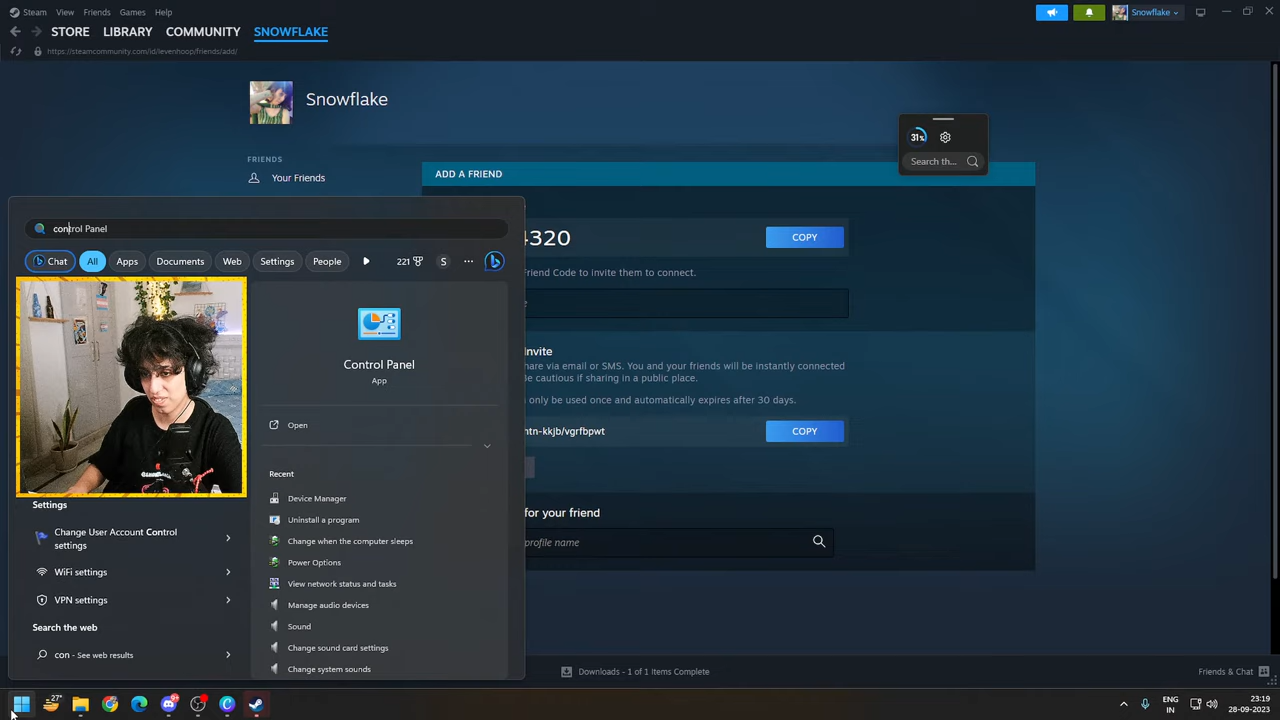 Steam View Friends Games Help
Snowflake
STORE LIBRARY COMMUNITY SNOWFLAKE
https://steamcommunity.com/id/levenhoop/friends/add/
Snowflake
31%
Search th...
FRIENDS
Your Friends
ADD A FRIEND
control Panel
Chat All Apps Documents Web Settings People 221 S ...
4320
COPY
Friend Code to invite them to connect.
Control Panel
App
Open
Invite
hare via email or SMS. You and your friends will be instantly connected
e cautious if sharing in a public place.
only be used once and automatically expires after 30 days.
ntn-kkjb/vgrfbpwt
COPY
Recent
Device Manager
Uninstall a program
Change when the computer sleeps
Power Options
View network status and tasks
Manage audio devices
Sound
Change sound card settings
Change system sounds
Settings
Change User Account Control
settings
WiFi settings
VPN settings
Search the web
con - See web results
for your friend
profile name
Downloads - 1 of 1 Items Complete
Friends & Chat
27°
9+
ENG
IN
23:19
28-09-2023